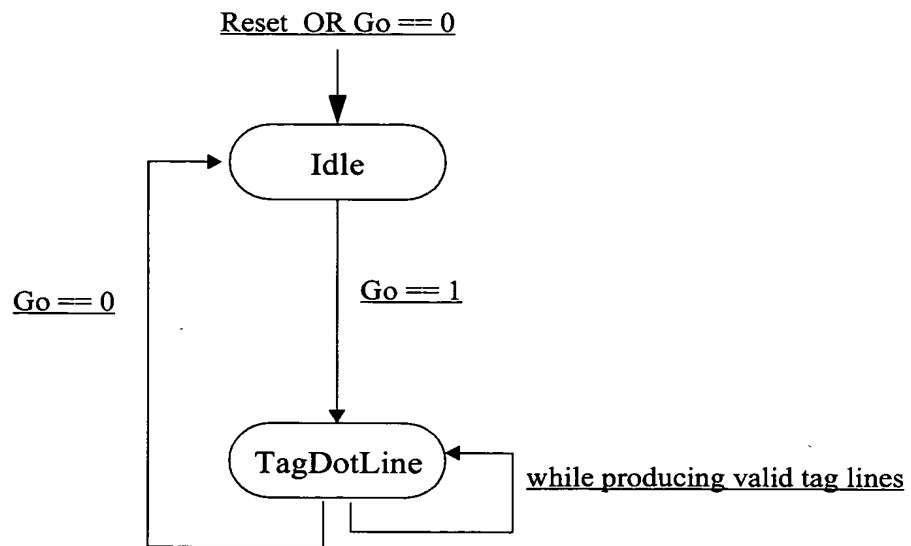 Reset OR Go == 0
Idle
Go == 0
Go == 1
TagDotLine
while producing valid tag lines